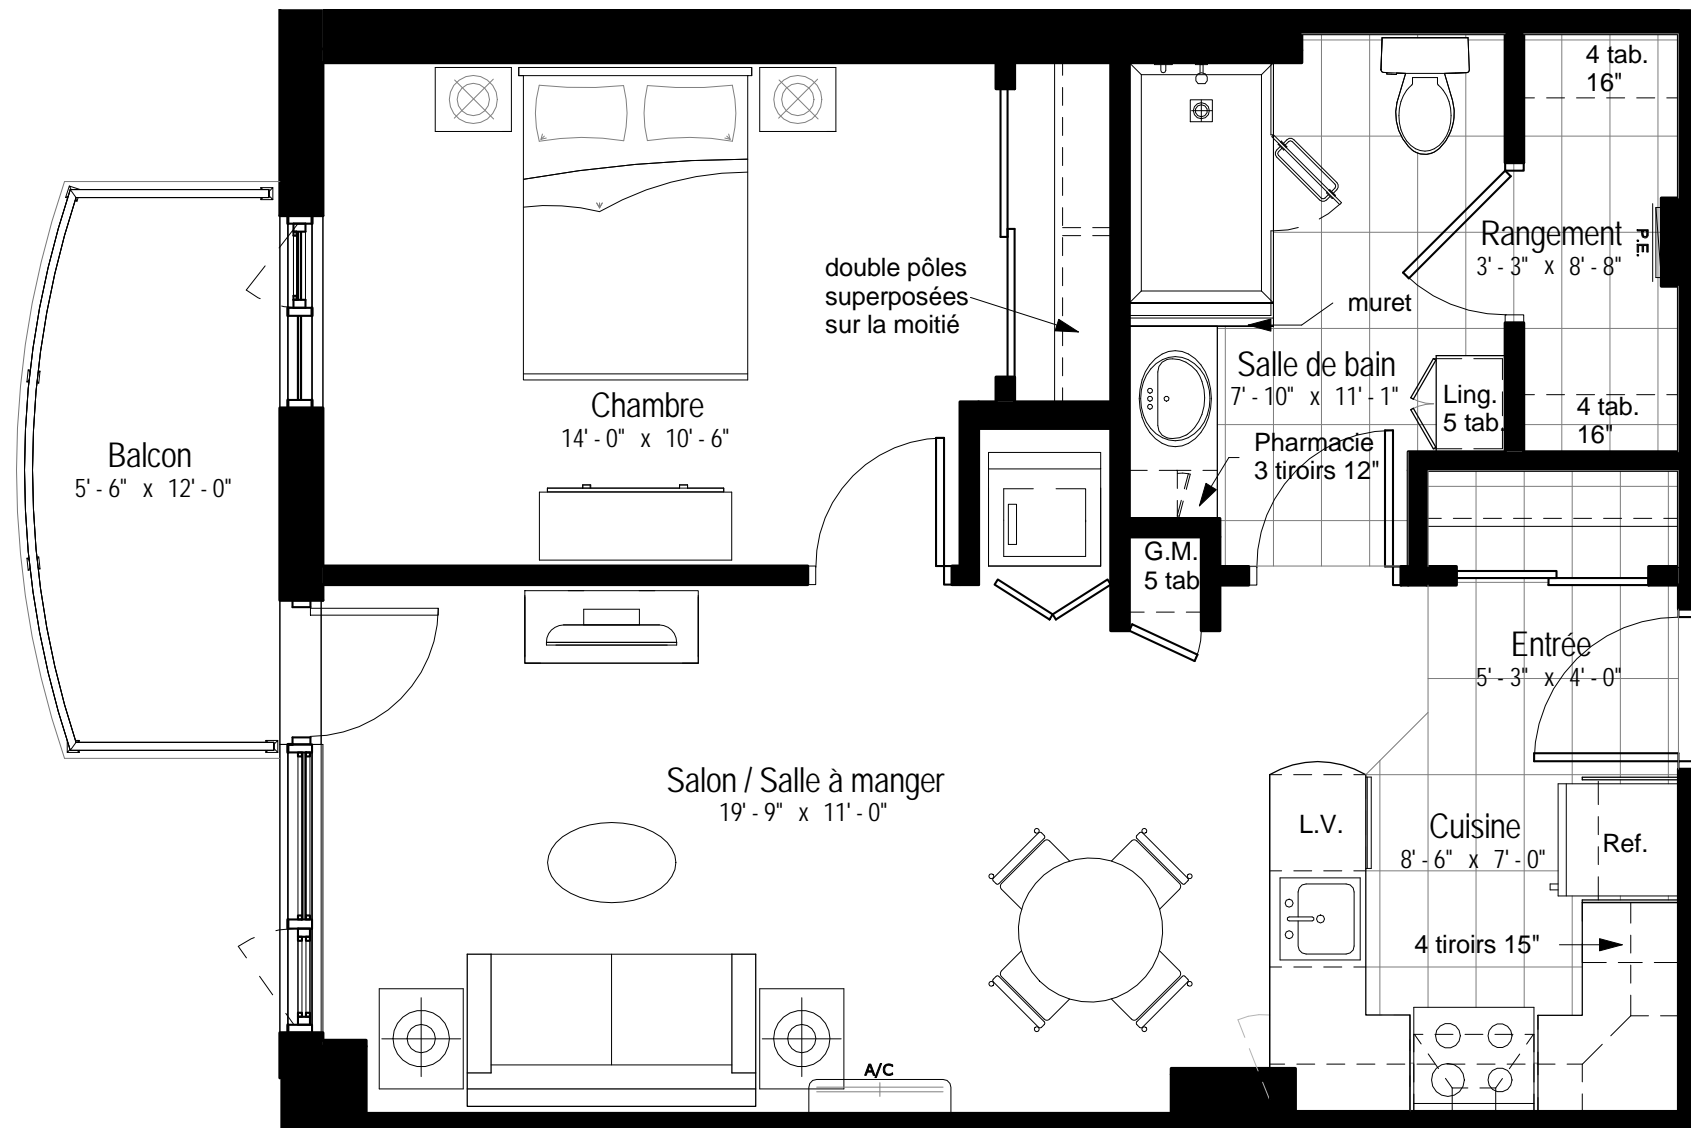 4 tab.
16"
Rangement
3' - 3" x 8' - 8"
P.E.
double pôles
superposées
sur la moitié
muret
Salle de bain
7' - 10" x 11' - 1"
Ling.
5 tab.
4 tab.
16"
Chambre
14' - 0" x 10' - 6"
Pharmacie
3 tiroirs 12"
Balcon
5' - 6" x 12' - 0"
G.M.
5 tab
Entrée
5' - 3" x 4' - 0"
Salon / Salle à manger
19' - 9" x 11' - 0"
L.V.
Cuisine
8' - 6" x 7' - 0"
Ref.
4 tiroirs 15"
A/C